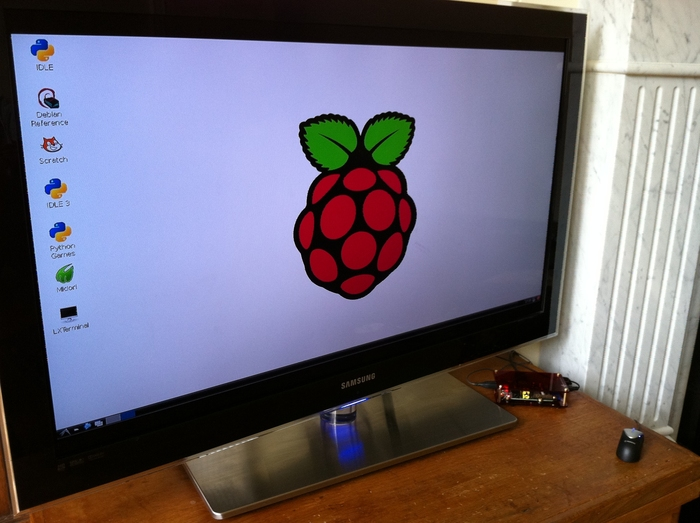 IDLE
Debian
Reference
Scratch
IDLE 3
Python
Games
Midori
LXTerminal
SAMSUNG